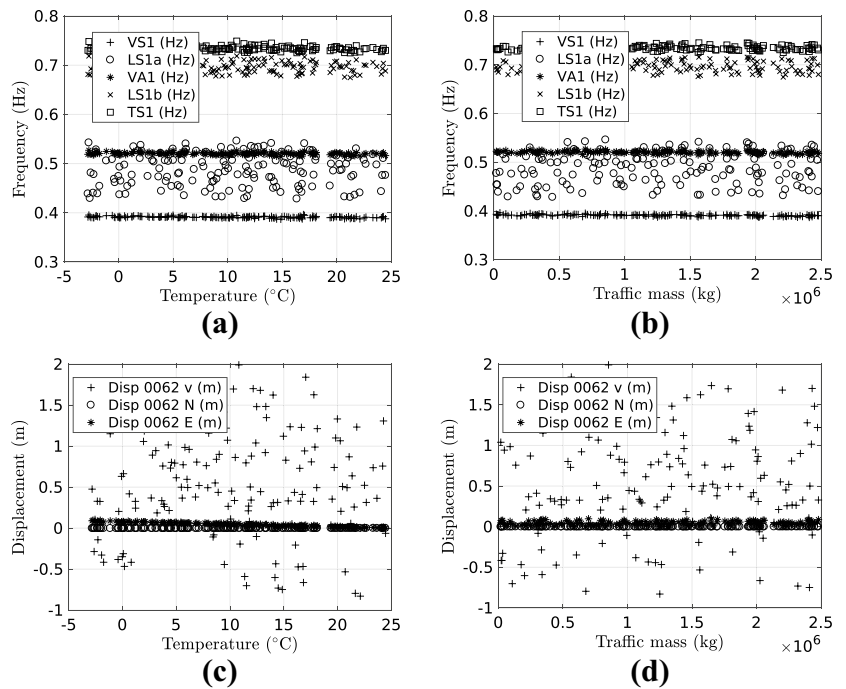 0.8
0.7
0.6
0.5
0.4
0.3
Frequency (Hz)
VS1 (Hz)
LS1a (Hz)
VA1 (Hz)
LS1b (Hz)
TS1 (Hz)
-5 0 5 10 15 20 25
Temperature (°C)
(a)
0.8
0.7
0.6
0.5
0.4
0.3
Frequency (Hz)
VS1 (Hz)
LS1a (Hz)
VA1 (Hz)
LS1b (Hz)
TS1 (Hz)
0 0.5 1 1.5 2 2.5
Traffic mass (kg)
×10⁶
(b)
2
1.5
1
0.5
0
-0.5
-1
Displacement (m)
Disp 0062 v (m)
Disp 0062 N (m)
Disp 0062 E (m)
-5 0 5 10 15 20 25
Temperature (°C)
(c)
2
1.5
1
0.5
0
-0.5
-1
Displacement (m)
Disp 0062 v (m)
Disp 0062 N (m)
Disp 0062 E (m)
0 0.5 1 1.5 2 2.5
Traffic mass (kg)
×10⁶
(d)